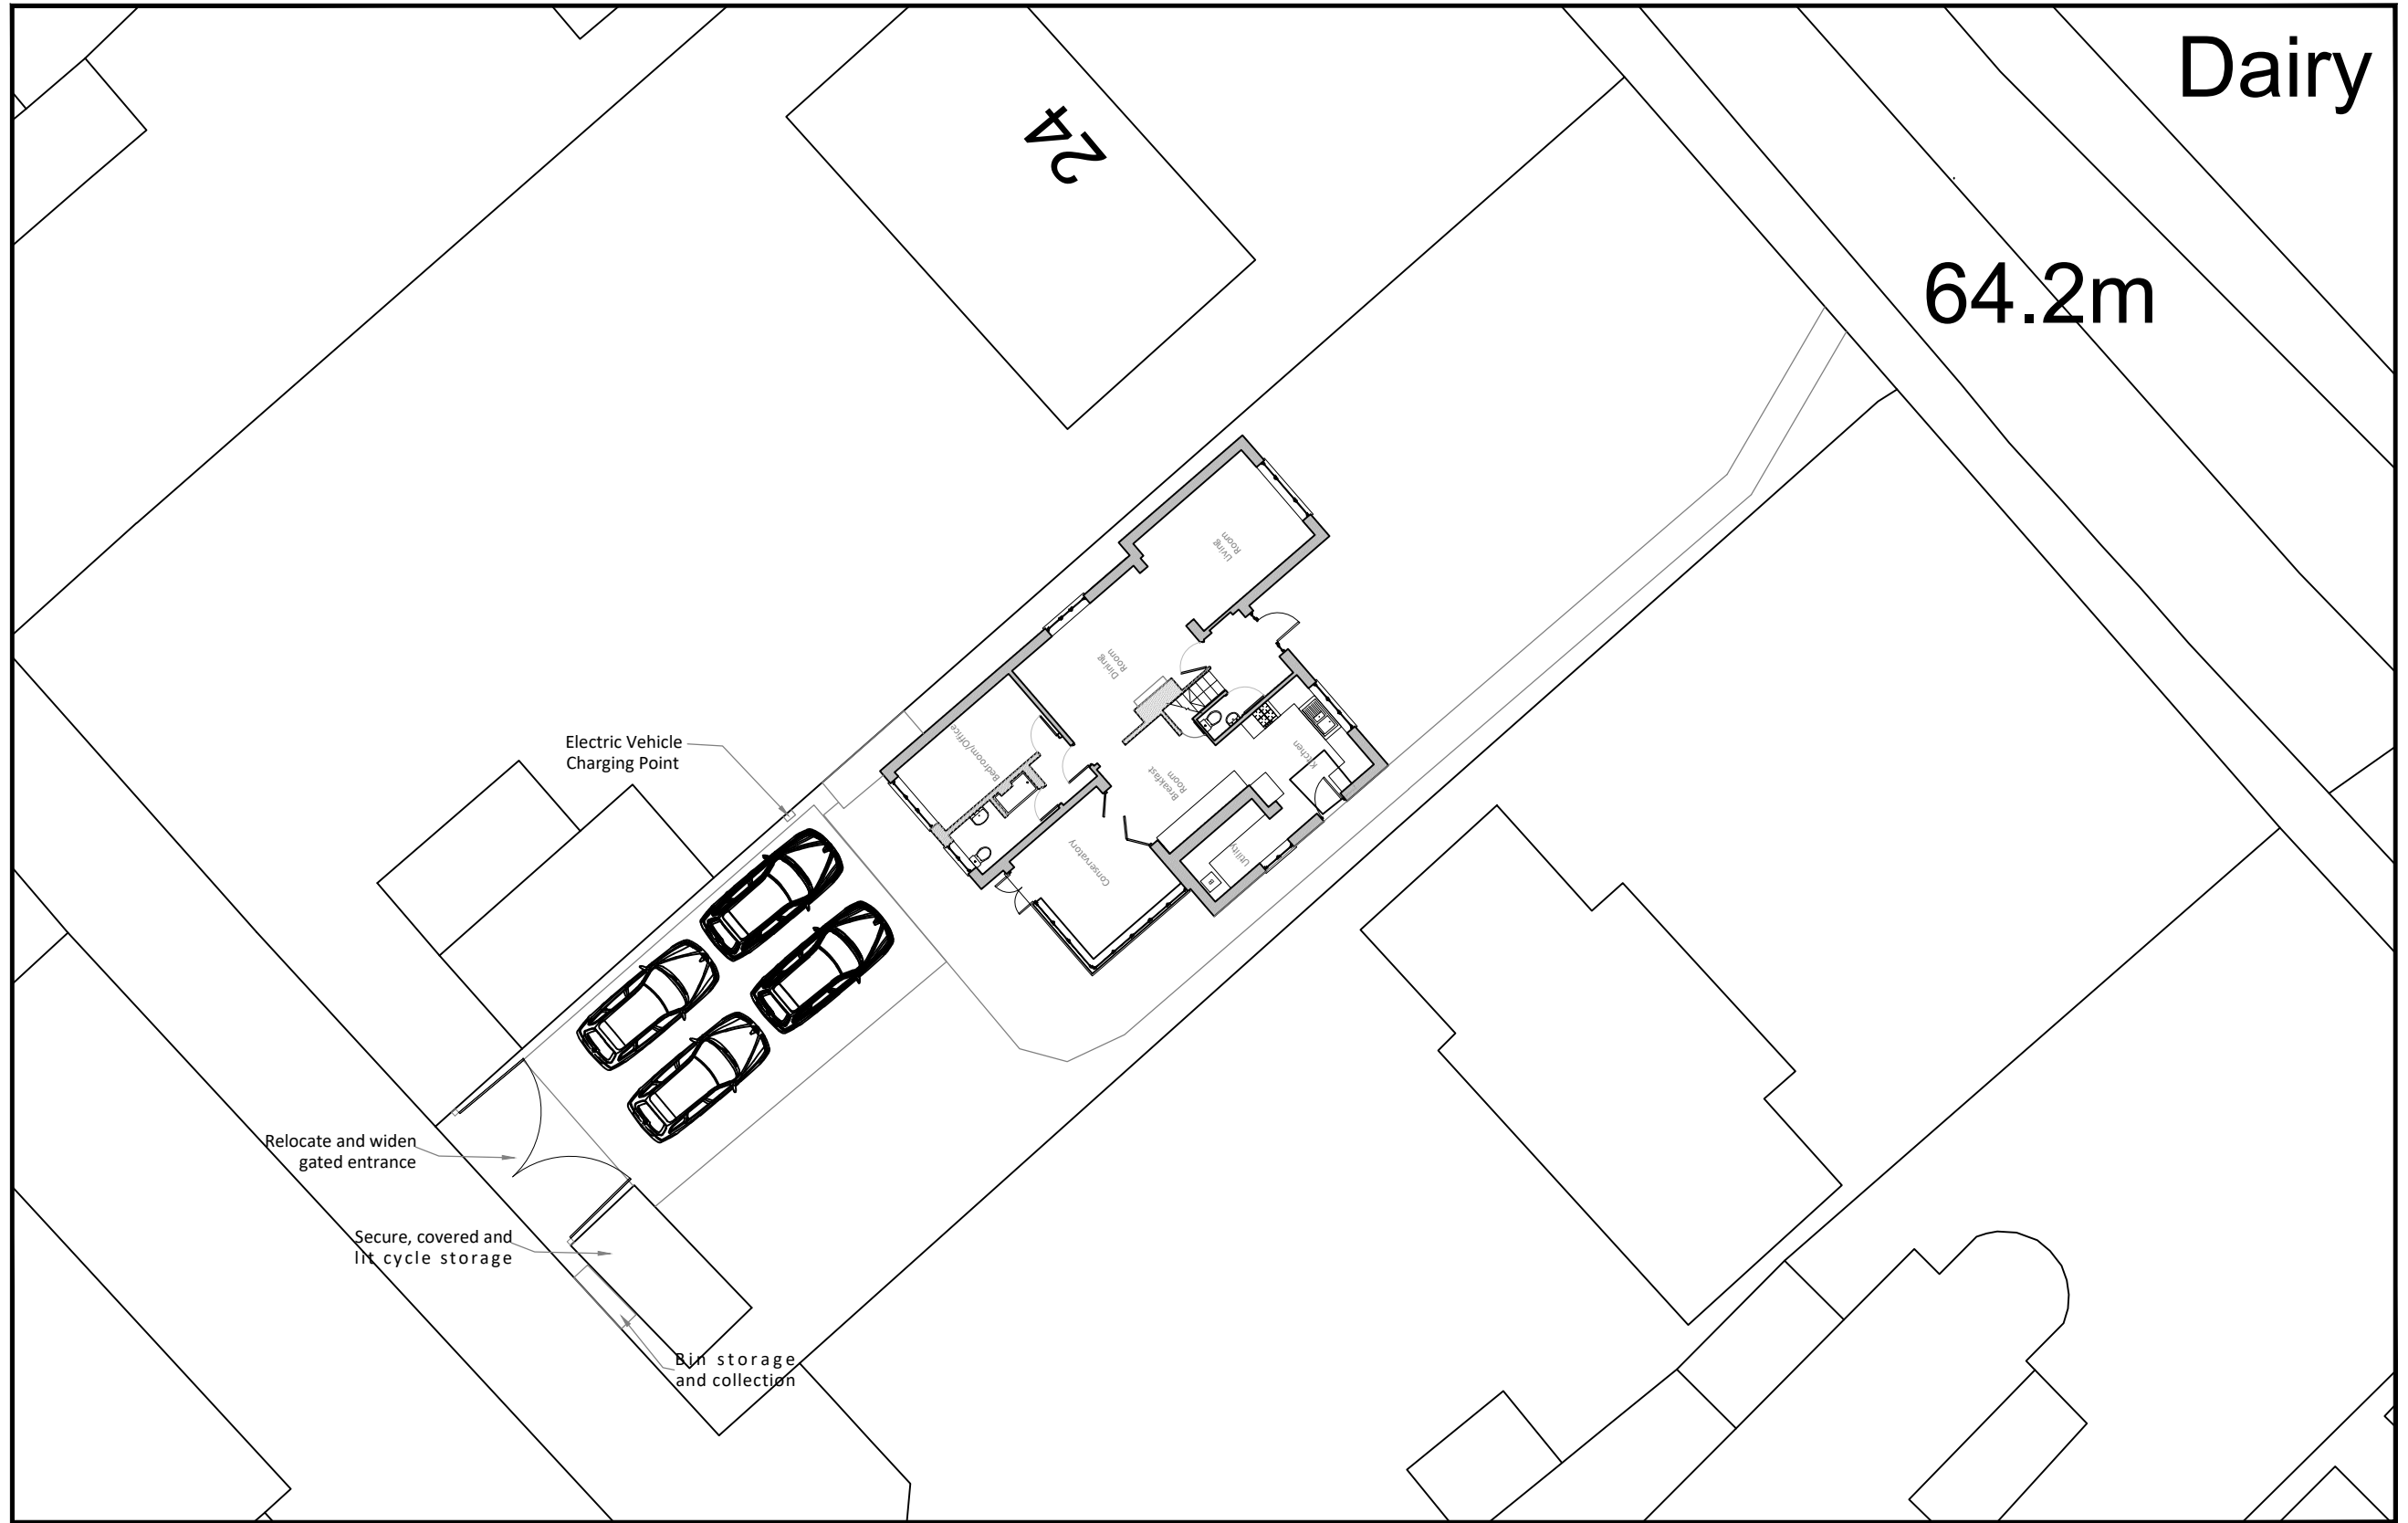 Dairy
24
64.2m
Living
Room
Dining
Room
Electric Vehicle
Charging Point
Bedroom/Office
Kitchen
Breakfast
Room
Conservatory
Utility
B
Relocate and widen
gated entrance
Secure, covered and
lit cycle storage
Bin storage
and collection